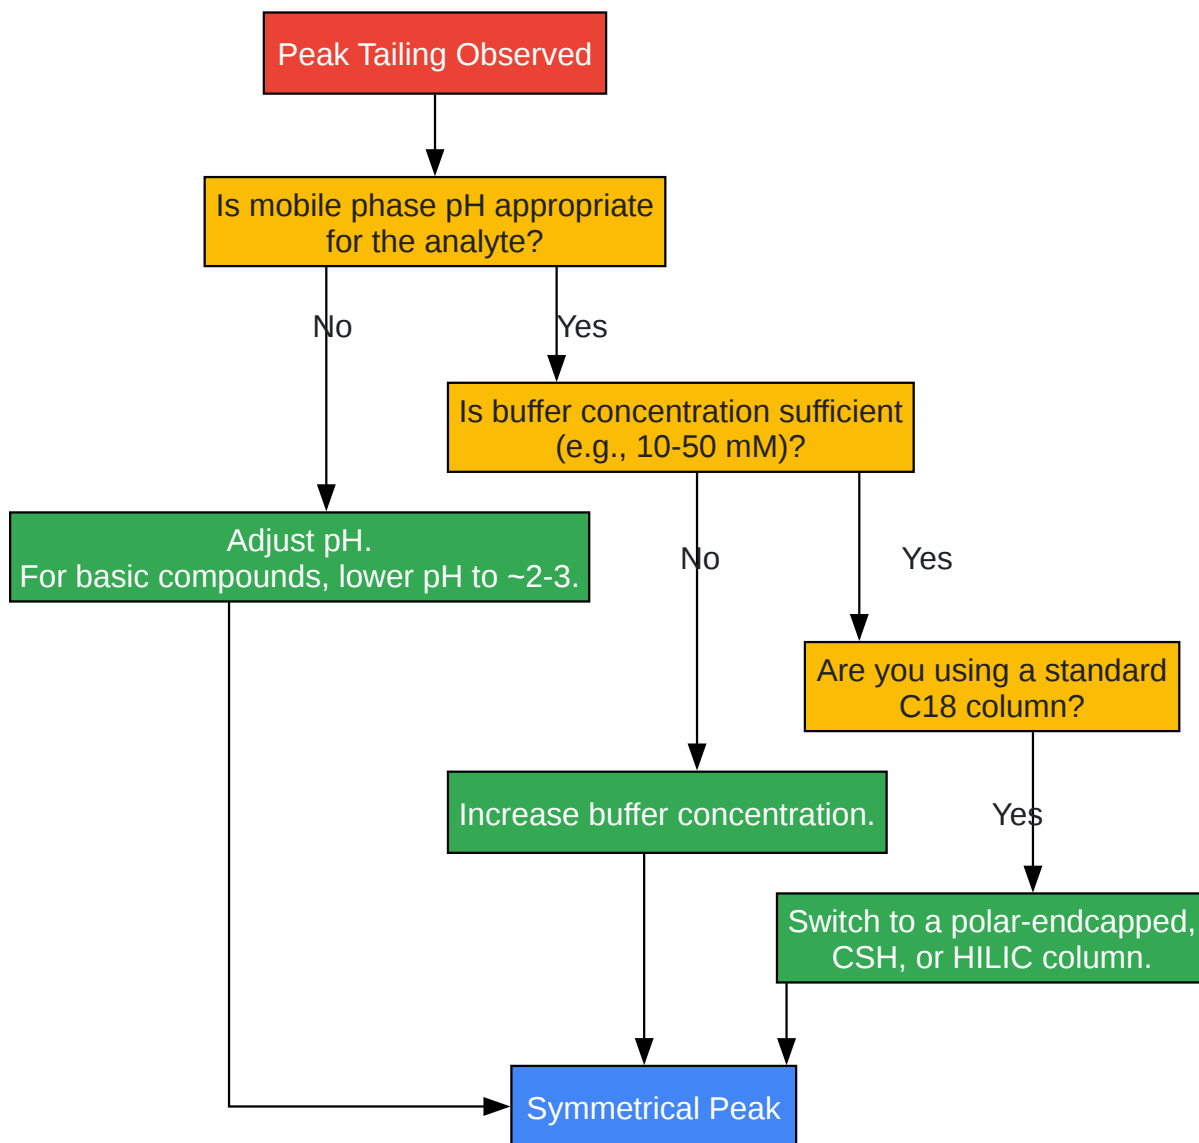 Peak Tailing Observed
Is mobile phase pH appropriate
for the analyte?
No
Yes
Is buffer concentration sufficient
(e.g., 10-50 mM)?
Adjust pH.
For basic compounds, lower pH to ~2-3.
No
Yes
Are you using a standard
C18 column?
Increase buffer concentration.
Yes
Switch to a polar-endcapped,
CSH, or HILIC column.
Symmetrical Peak